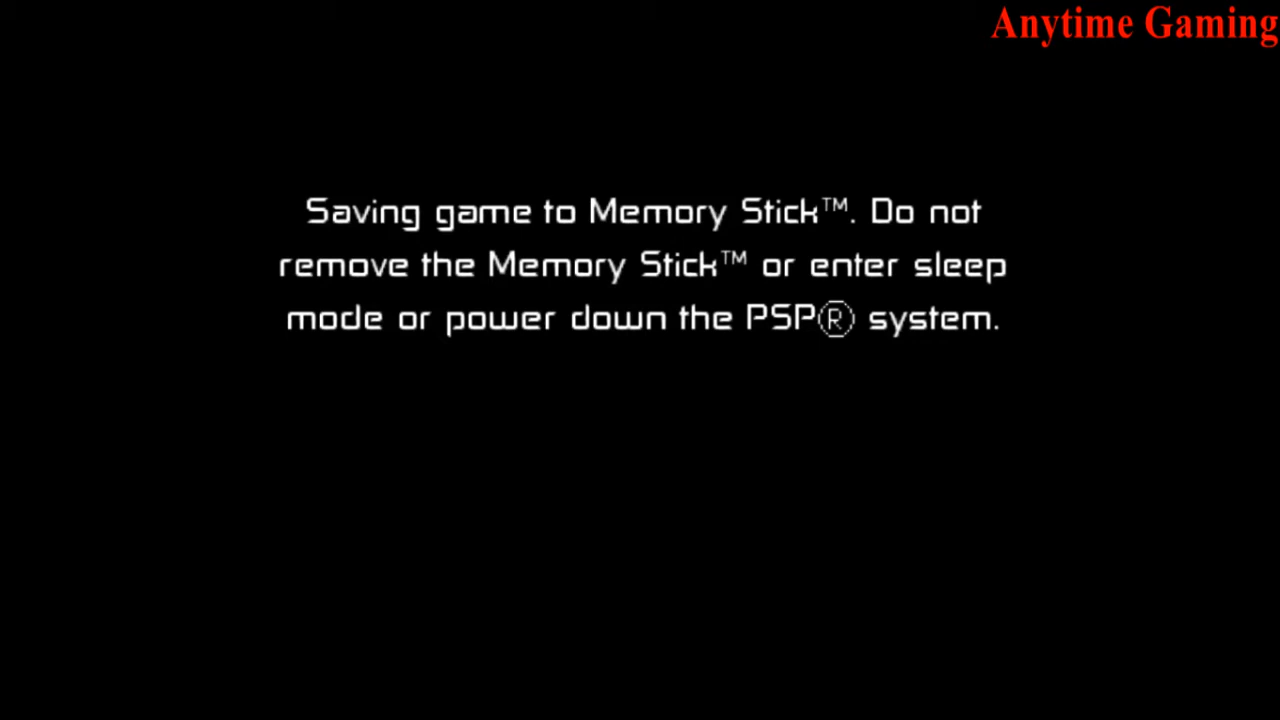 Anytime Gaming
Saving game to Memory Stick™. Do not
remove the Memory Stick™ or enter sleep
mode or power down the PSP® system.